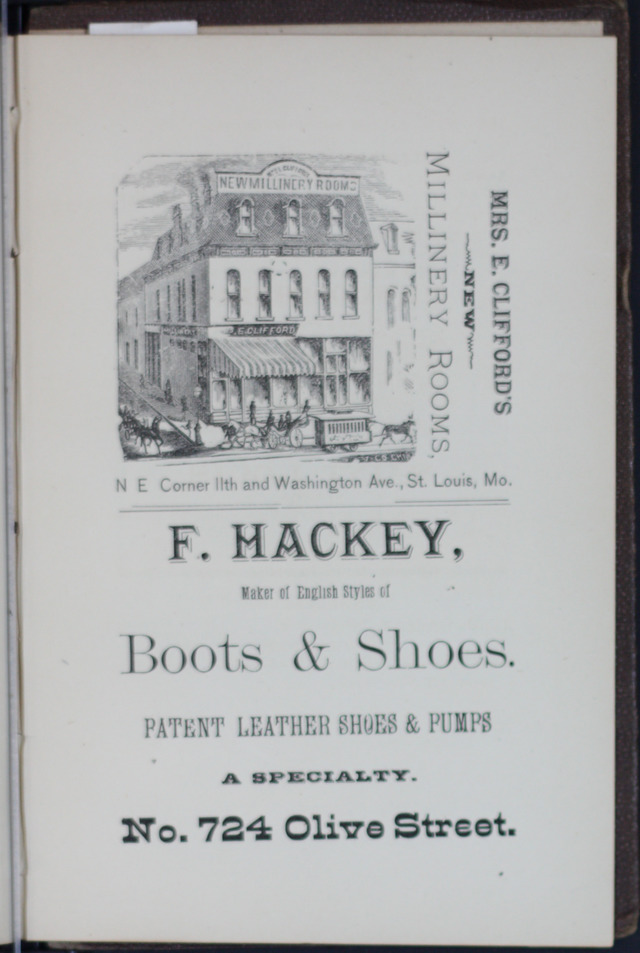 NEW MILLINERY ROOMS
E. CLIFFORD
MRS. E. CLIFFORD'S
NEW
MILLINERY ROOMS,
N E Corner 11th and Washington Ave., St. Louis, Mo.
F. HACKEY,
Maker of English Styles of
Boots & Shoes.
PATENT LEATHER SHOES & PUMPS
A SPECIALTY.
No. 724 Olive Street.